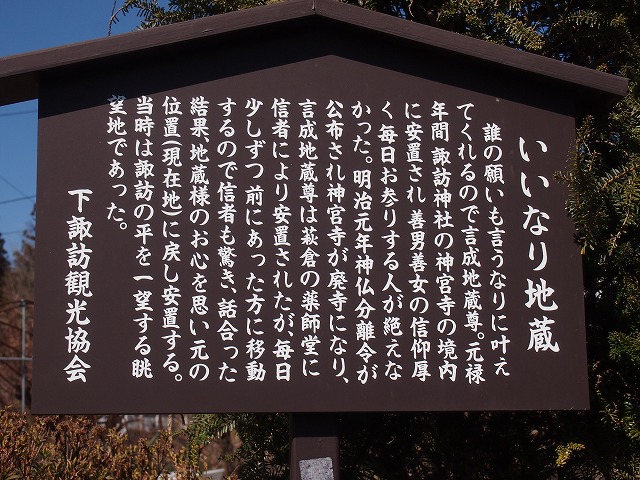 いいなり地蔵
誰の願いも言うなりに叶え
てくれるので言成地蔵尊。元禄
年間 諏訪神社の神宮寺の境内
に安置され 善男善女の信仰厚
く毎日お参りする人が絶えな
かった。明治元年神仏分離令が
公布され神宮寺が廃寺になり、
言成地蔵尊は萩倉の薬師堂に
信者により安置されたが、毎日
少しずつ 前にあった方に移動
するので信者も驚き、話合った
結果 地蔵様のお心を思い元の
位置(現在地)に戻し安置する。
当時は諏訪の平を一望する眺
望地であった。
下諏訪観光協会